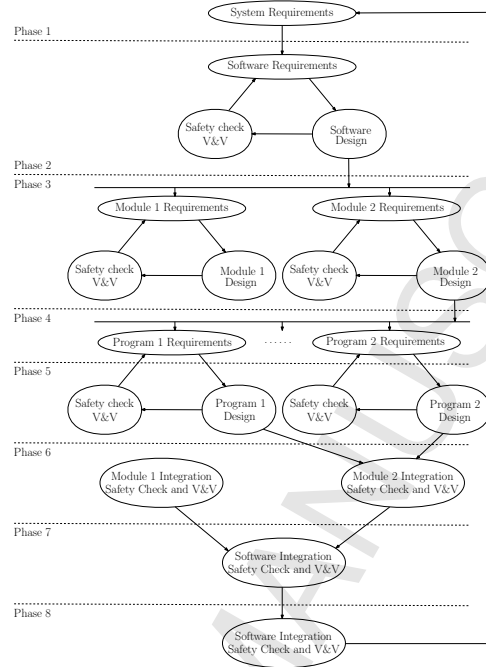 System Requirements
Phase 1
Software Requirements
Safety check
V&V
Software
Design
Phase 2
Phase 3
Module 1 Requirements
Module 2 Requirements
Safety check
V&V
Module 1
Design
Safety check
V&V
Module 2
Design
Phase 4
Program 1 Requirements
......
Program 2 Requirements
Phase 5
Safety check
V&V
Program 1
Design
Safety check
V&V
Program 2
Design
Phase 6
Module 1 Integration
Safety Check and V&V
Module 2 Integration
Safety Check and V&V
Phase 7
Software Integration
Safety Check and V&V
Phase 8
Software Integration
Safety Check and V&V